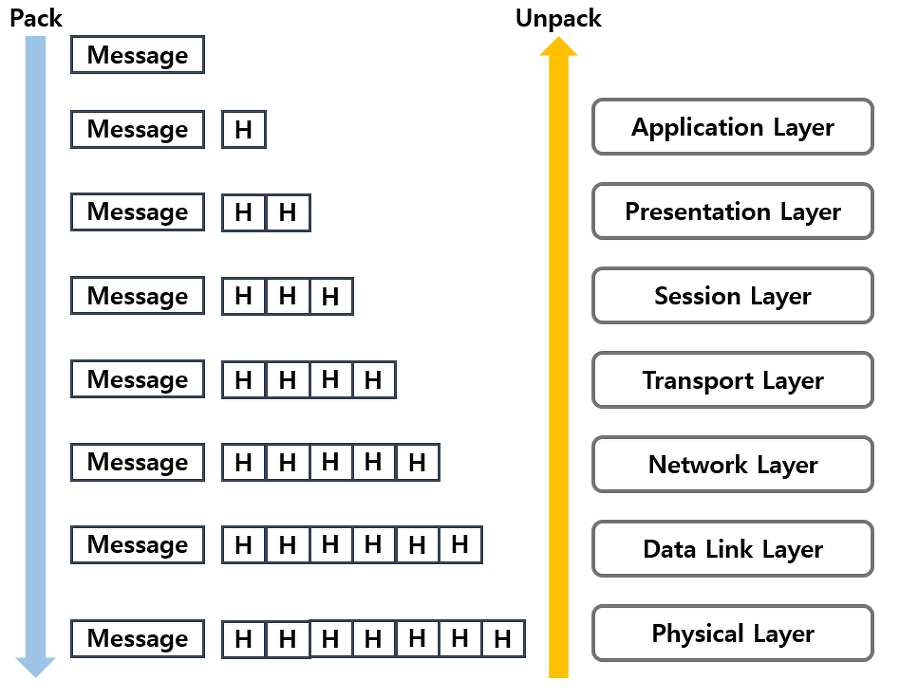 Pack Unpack
Message
Message H Application Layer
Message H H Presentation Layer
Message H H H Session Layer
Message H H H H Transport Layer
Message H H H H H Network Layer
Message H H H H H H Data Link Layer
Message H H H H H H H Physical Layer